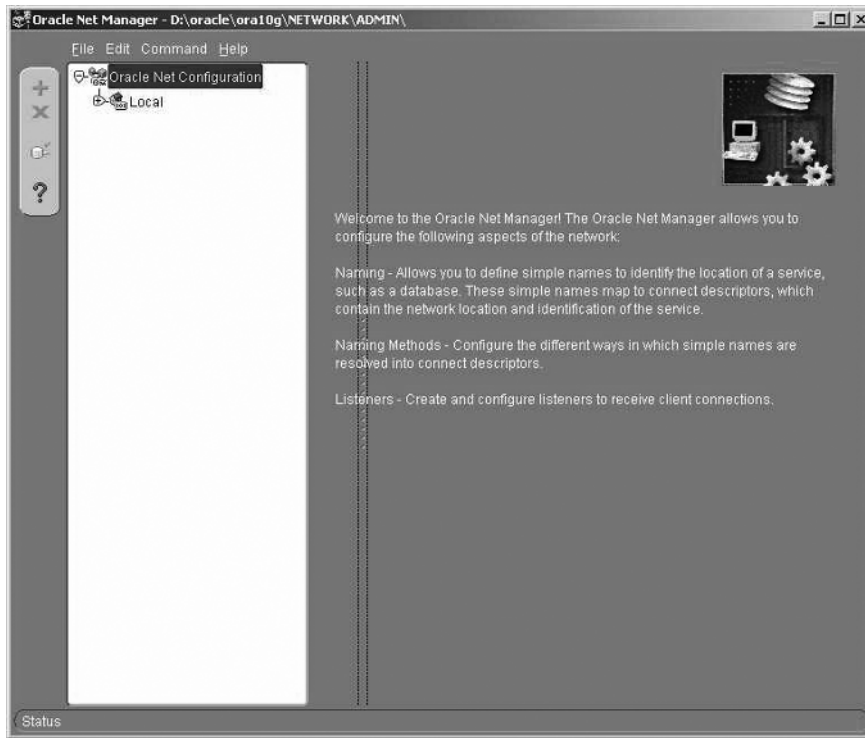 Oracle Net Manager - D:\oracle\ora10g\NETWORK\ADMIN\
File Edit Command Help
Oracle Net Configuration
Local
Welcome to the Oracle Net Manager! The Oracle Net Manager allows you to
configure the following aspects of the network:
Naming - Allows you to define simple names to identify the location of a service,
such as a database. These simple names map to connect descriptors, which
contain the network location and identification of the service.
Naming Methods - Configure the different ways in which simple names are
resolved into connect descriptors.
Listeners - Create and configure listeners to receive client connections.
Status